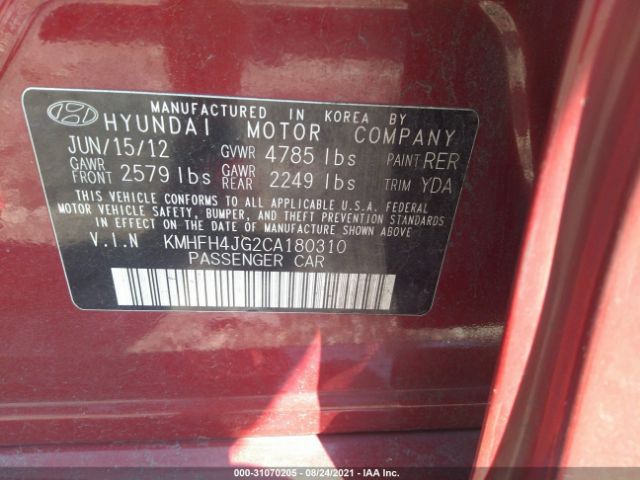 MANUFACTURED IN KOREA BY
HYUNDAI MOTOR COMPANY
JUN/15/12 GVWR 4785 lbs PAINT RER
GAWR FRONT 2579 lbs GAWR REAR 2249 lbs TRIM YDA
THIS VEHICLE CONFORMS TO ALL APPLICABLE U.S.A. FEDERAL
MOTOR VEHICLE SAFETY, BUMPER, AND THEFT PREVENTION STANDARDS
IN EFFECT ON THE DATE OF MANUFACTURE SHOWN ABOVE.
V.I.N KMHFH4JG2CA180310
PASSENGER CAR
000-31070205 - 08/24/2021 - IAA Inc.